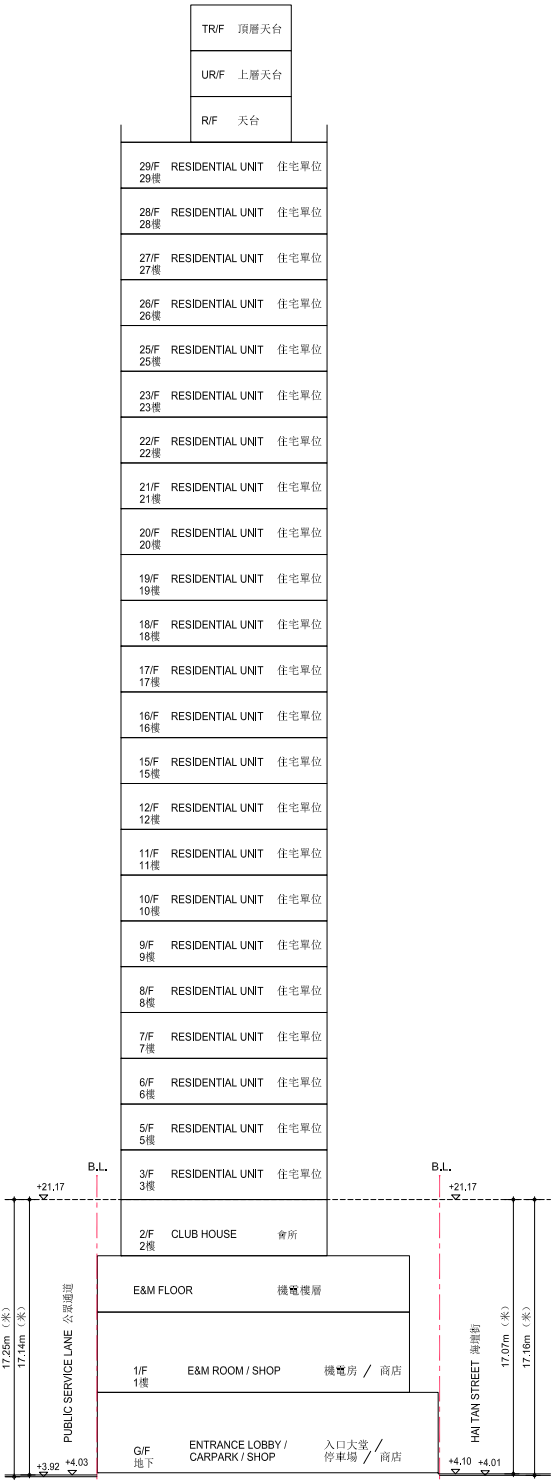 TR/F 頂層天台
UR/F 上層天台
R/F 天台
29/F RESIDENTIAL UNIT 住宅單位
29樓
28/F RESIDENTIAL UNIT 住宅單位
28樓
27/F RESIDENTIAL UNIT 住宅單位
27樓
26/F RESIDENTIAL UNIT 住宅單位
26樓
25/F RESIDENTIAL UNIT 住宅單位
25樓
23/F RESIDENTIAL UNIT 住宅單位
23樓
22/F RESIDENTIAL UNIT 住宅單位
22樓
21/F RESIDENTIAL UNIT 住宅單位
21樓
20/F RESIDENTIAL UNIT 住宅單位
20樓
19/F RESIDENTIAL UNIT 住宅單位
19樓
18/F RESIDENTIAL UNIT 住宅單位
18樓
17/F RESIDENTIAL UNIT 住宅單位
17樓
16/F RESIDENTIAL UNIT 住宅單位
16樓
15/F RESIDENTIAL UNIT 住宅單位
15樓
12/F RESIDENTIAL UNIT 住宅單位
12樓
11/F RESIDENTIAL UNIT 住宅單位
11樓
10/F RESIDENTIAL UNIT 住宅單位
10樓
9/F RESIDENTIAL UNIT 住宅單位
9樓
8/F RESIDENTIAL UNIT 住宅單位
8樓
7/F RESIDENTIAL UNIT 住宅單位
7樓
6/F RESIDENTIAL UNIT 住宅單位
6樓
5/F RESIDENTIAL UNIT 住宅單位
5樓
3/F RESIDENTIAL UNIT 住宅單位
3樓
B.L.
B.L.
+21.17
+21.17
2/F CLUB HOUSE 會所
2樓
E&M FLOOR 機電樓層
1/F E&M ROOM / SHOP 機電房 / 商店
1樓
G/F ENTRANCE LOBBY / 入口大堂 /
地下 CARPARK / SHOP 停車場 / 商店
17.25m (米)
17.14m (米)
PUBLIC SERVICE LANE 公眾通道
HAI TAN STREET 海壇街
17.07m (米)
17.16m (米)
+3.92 +4.03
+4.10 +4.01